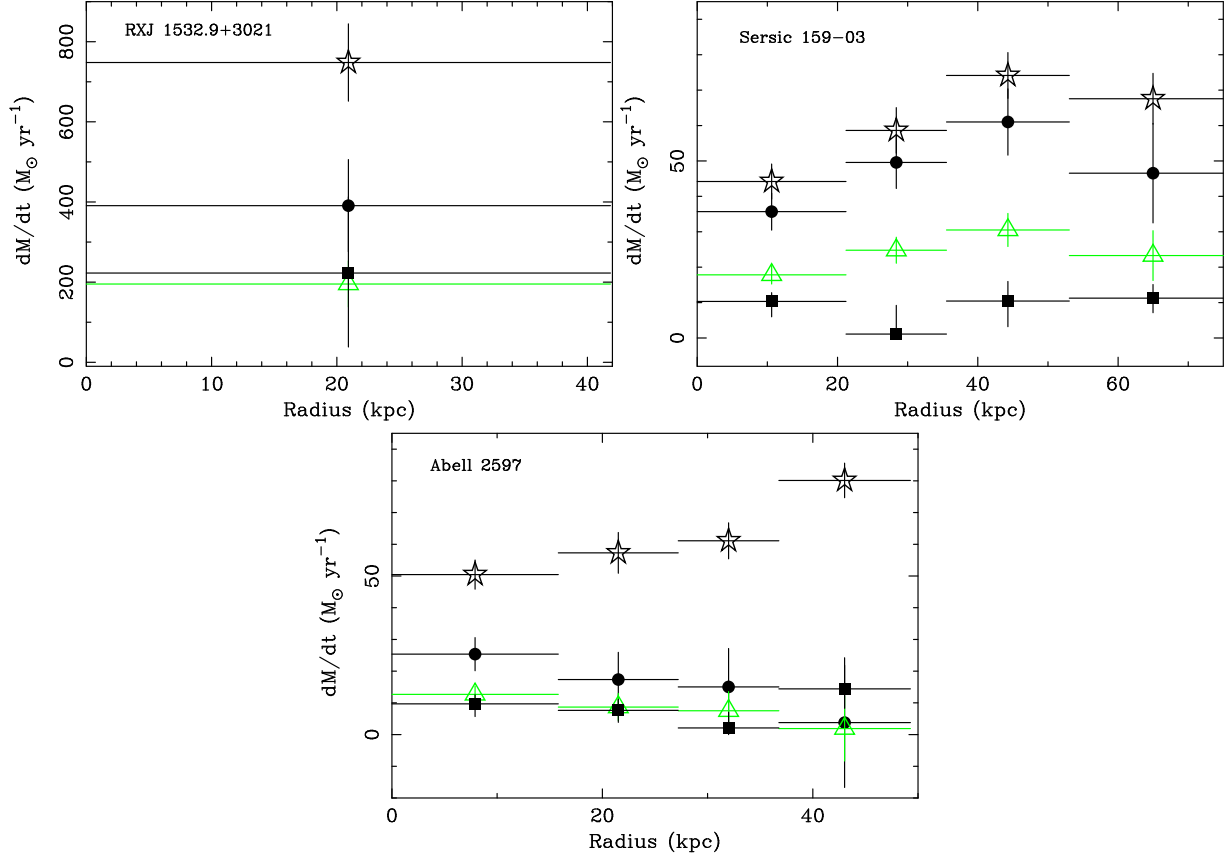 RXJ 1532.9+3021
dM/dt (M⊙ yr−1)
0 200 400 600 800
0 10 20 30 40
Radius (kpc)
Sersic 159−03
dM/dt (M⊙ yr−1)
0 50
0 20 40 60
Radius (kpc)
Abell 2597
dM/dt (M⊙ yr−1)
0 50
0 20 40
Radius (kpc)